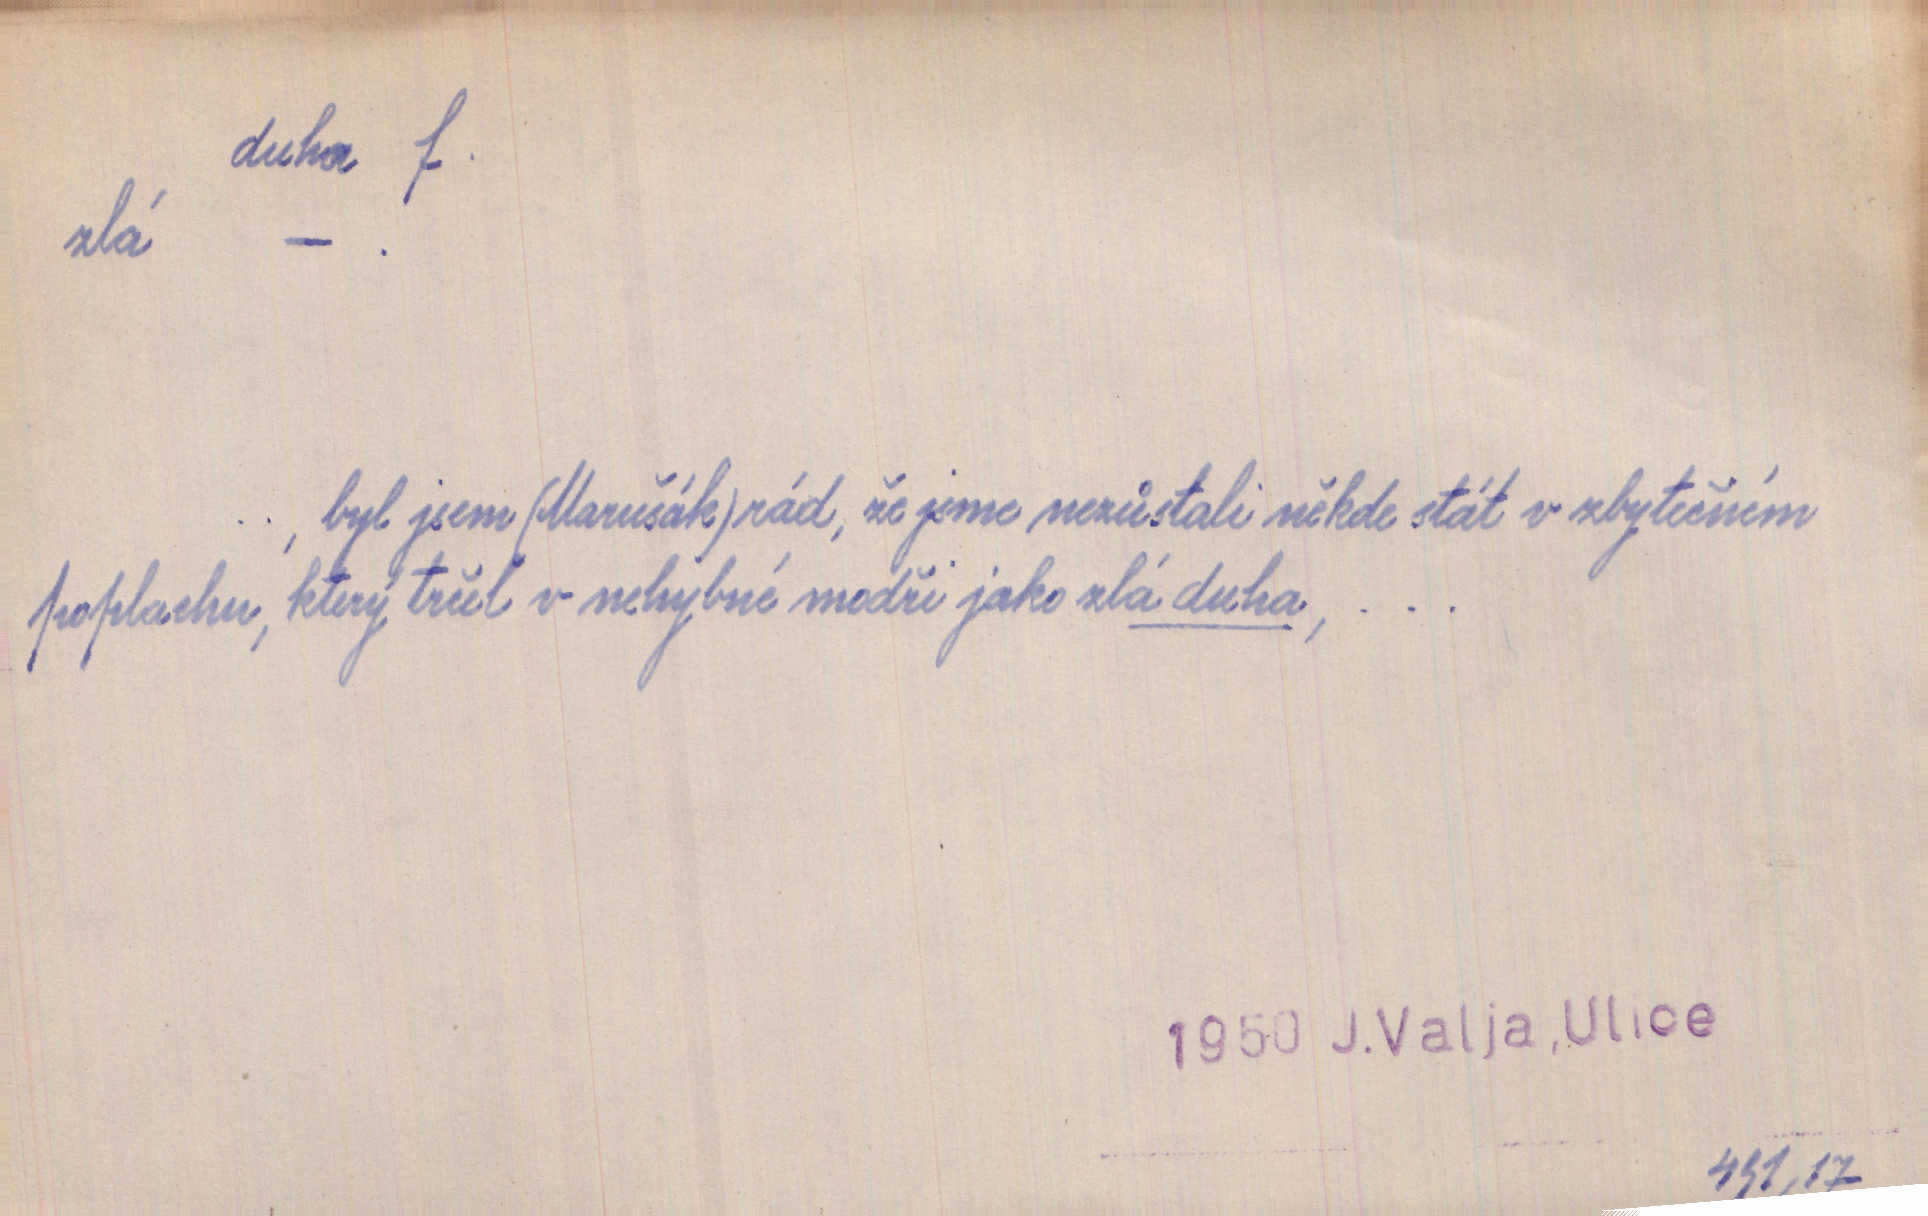 duha f.
zlá — .
.., byl jsem (Marušák) rád, že jsme nezůstali někde stát v zbytečném
poplachu, který trčel v nehybné modři jako zlá duha, . . .
1950 J.Valja,Ulice
491,17